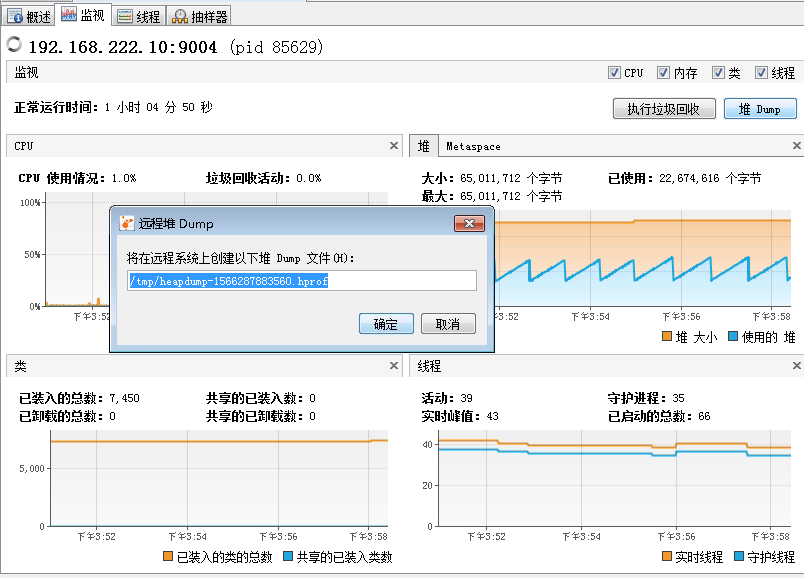 概述 监视 线程 抽样器
192.168.222.10:9004 (pid 85629)
监视 CPU 内存 类 线程
正常运行时间: 1 小时 04 分 50 秒 执行垃圾回收 堆 Dump
CPU
CPU 使用情况: 1.0% 垃圾回收活动: 0.0%
100%
50%
0%
堆 Metaspace
大小: 65,011,712 个字节 已使用: 22,674,616 个字节
最大: 65,011,712 个字节
下午3:54 下午3:56 下午3:58
堆 大小 使用的 堆
远程堆 Dump
将在远程系统上创建以下堆 Dump 文件(H):
/tmp/heapdump-1566287883560.hprof
确定 取消
类
已装入的总数: 7,450 共享的已装入数: 0
已卸载的总数: 0 共享的已卸载数: 0
5,000
0
下午3:52 下午3:54 下午3:56 下午3:58
已装入的类的总数 共享的已装入类数
线程
活动: 39 守护进程: 35
实时峰值: 43 已启动的总数: 66
40
20
0
下午3:52 下午3:54 下午3:56 下午3:58
实时线程 守护线程